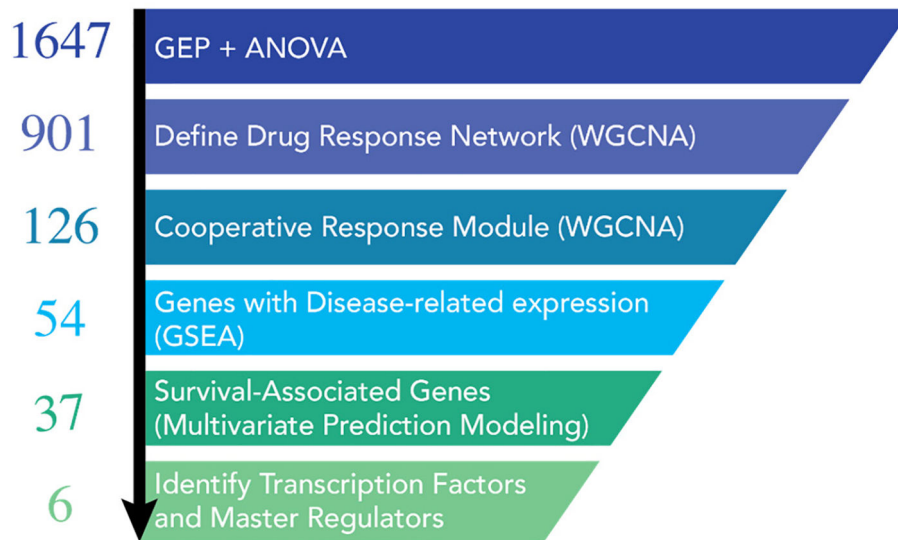 1647
GEP + ANOVA
901
Define Drug Response Network (WGCNA)
126
Cooperative Response Module (WGCNA)
54
Genes with Disease-related expression
(GSEA)
37
Survival-Associated Genes
(Multivariate Prediction Modeling)
6
Identify Transcription Factors
and Master Regulators